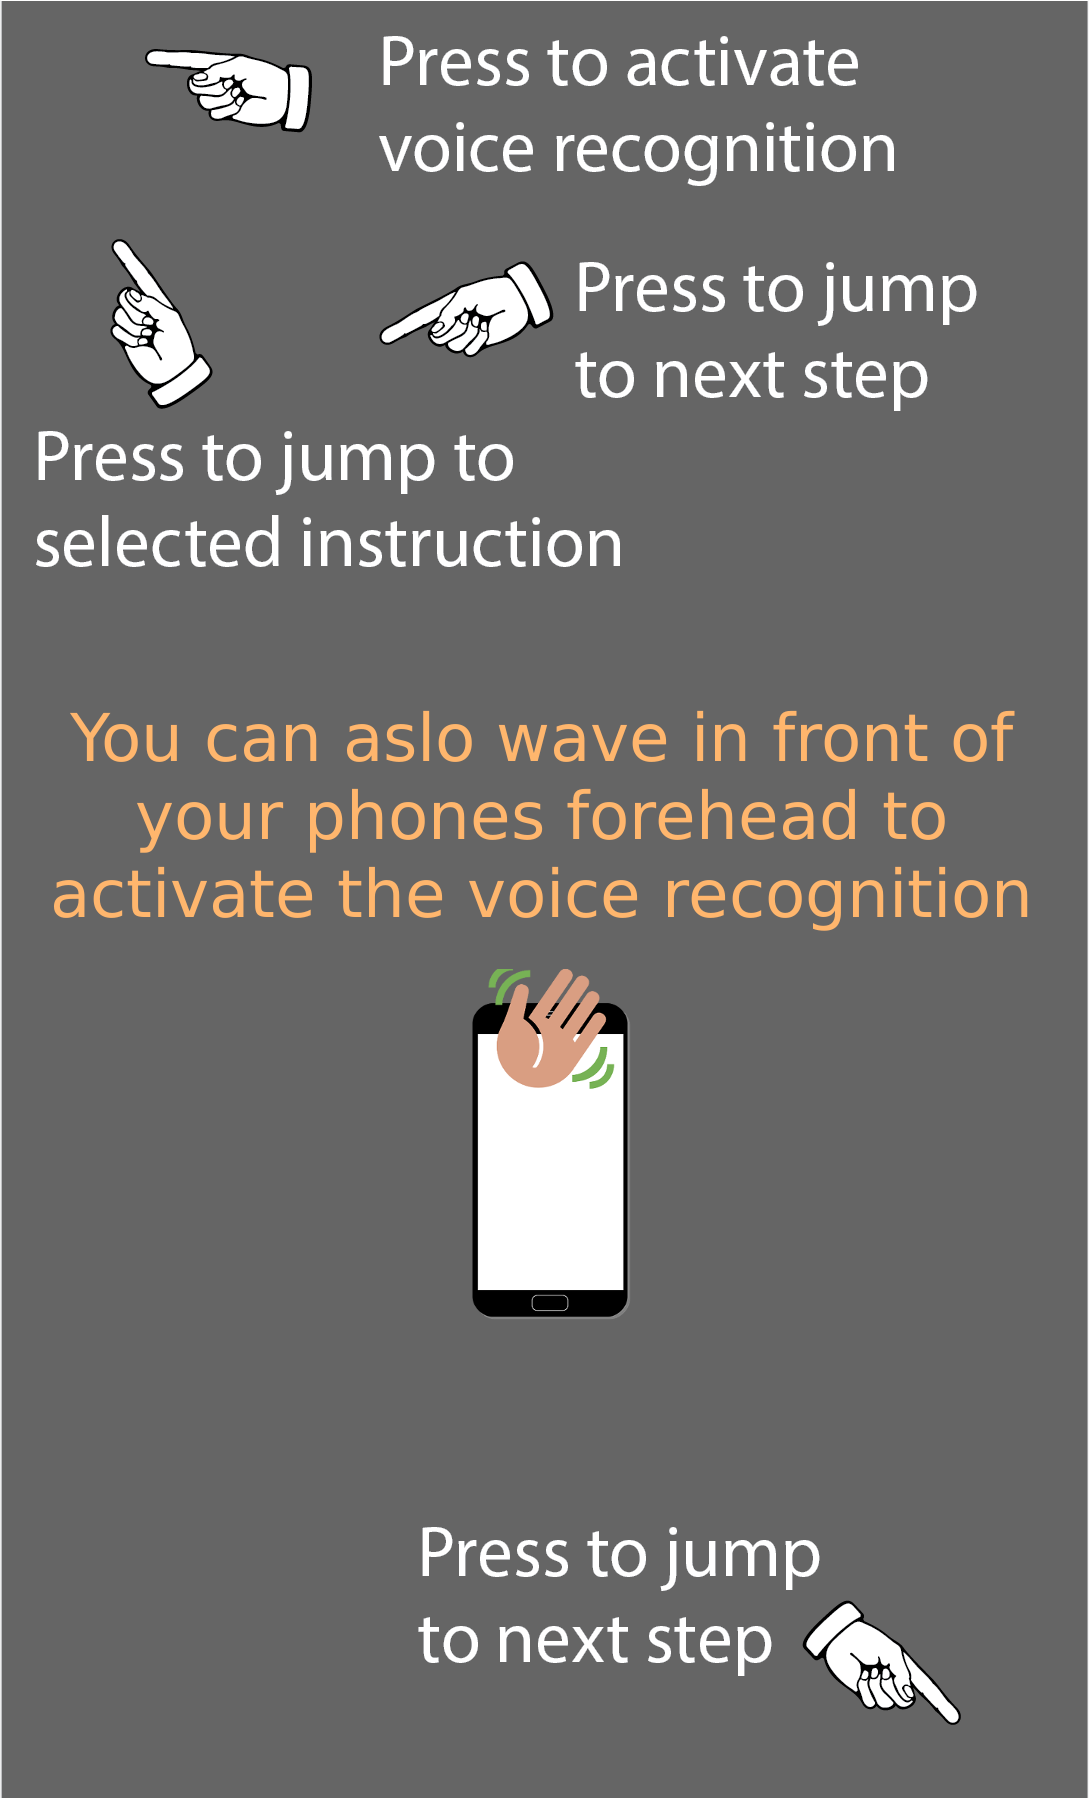 Press to activate
voice recognition
Press to jump
to next step
Press to jump to
selected instruction
You can aslo wave in front of
your phones forehead to
activate the voice recognition
Press to jump
to next step